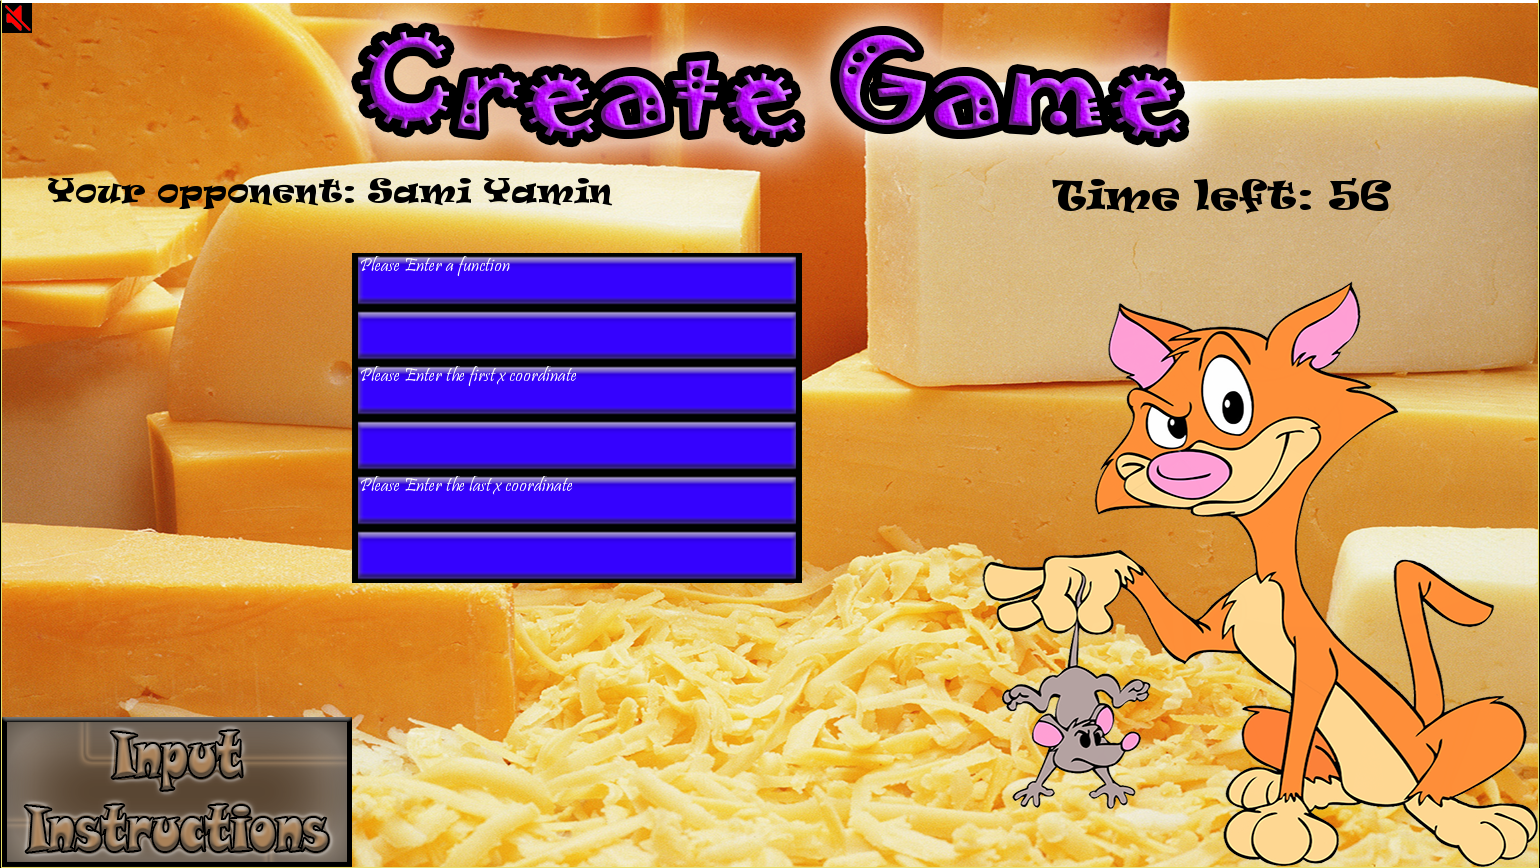 Create Game
Your opponent: Sami Yamin
Time left: 56
Please Enter a function
Please Enter the first x coordinate
Please Enter the last x coordinate
Input
Instructions